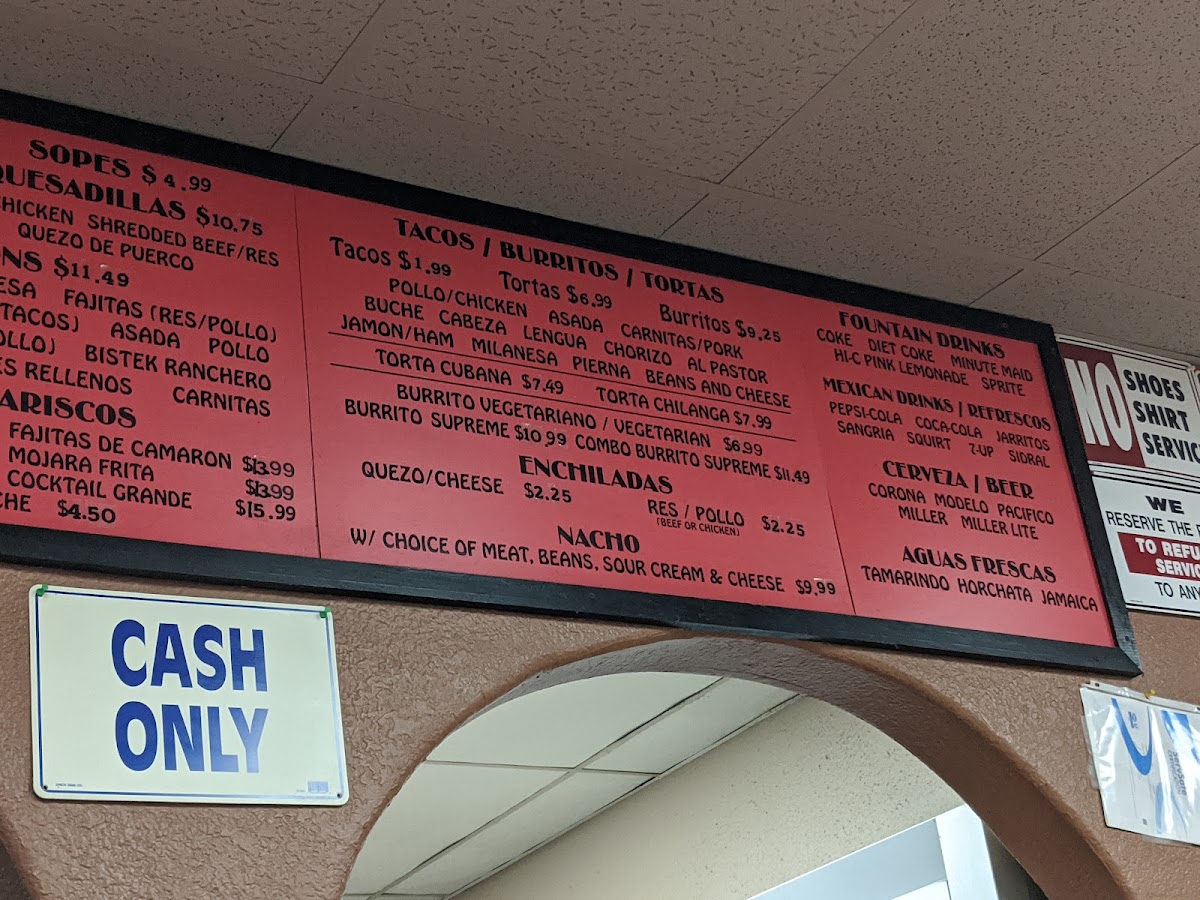 SOPES $ 4.99
QUESADILLAS $10.75
CHICKEN SHREDDED BEEF/RES
QUEZO DE PUERCO
NS $11.49
ESA FAJITAS (RES/POLLO)
TACOS) ASADA POLLO
OLLO) BISTEK RANCHERO
ES RELLENOS CARNITAS
ARISCOS
FAJITAS DE CAMARON $13.99
MOJARA FRITA $13.99
COCKTAIL GRANDE $15.99
CHE $4.50
TACOS / BURRITOS / TORTAS
Tacos $1.99 Tortas $6.99 Burritos $9.25
POLLO/CHICKEN ASADA CARNITAS/PORK
BUCHE CABEZA LENGUA CHORIZO AL PASTOR
JAMON/HAM MILANESA PIERNA BEANS AND CHEESE
TORTA CUBANA $7.49 TORTA CHILANGA $7.99
BURRITO VEGETARIANO / VEGETARIAN $6.99
BURRITO SUPREME $10.99 COMBO BURRITO SUPREME $11.49
ENCHILADAS
QUEZO/CHEESE $2.25 RES / POLLO $2.25
(BEEF OR CHICKEN)
NACHO
W/ CHOICE OF MEAT, BEANS, SOUR CREAM & CHEESE $9.99
FOUNTAIN DRINKS
COKE DIET COKE MINUTE MAID
HI-C PINK LEMONADE SPRITE
MEXICAN DRINKS / REFRESCOS
PEPSI-COLA COCA-COLA JARRITOS
SANGRIA SQUIRT 7-UP SIDRAL
CERVEZA / BEER
CORONA MODELO PACIFICO
MILLER MILLER LITE
AGUAS FRESCAS
TAMARINDO HORCHATA JAMAICA
NO SHOES
SHIRT
SERVIC
WE
RESERVE THE
TO REFU
SERVIC
TO ANY
CASH
ONLY